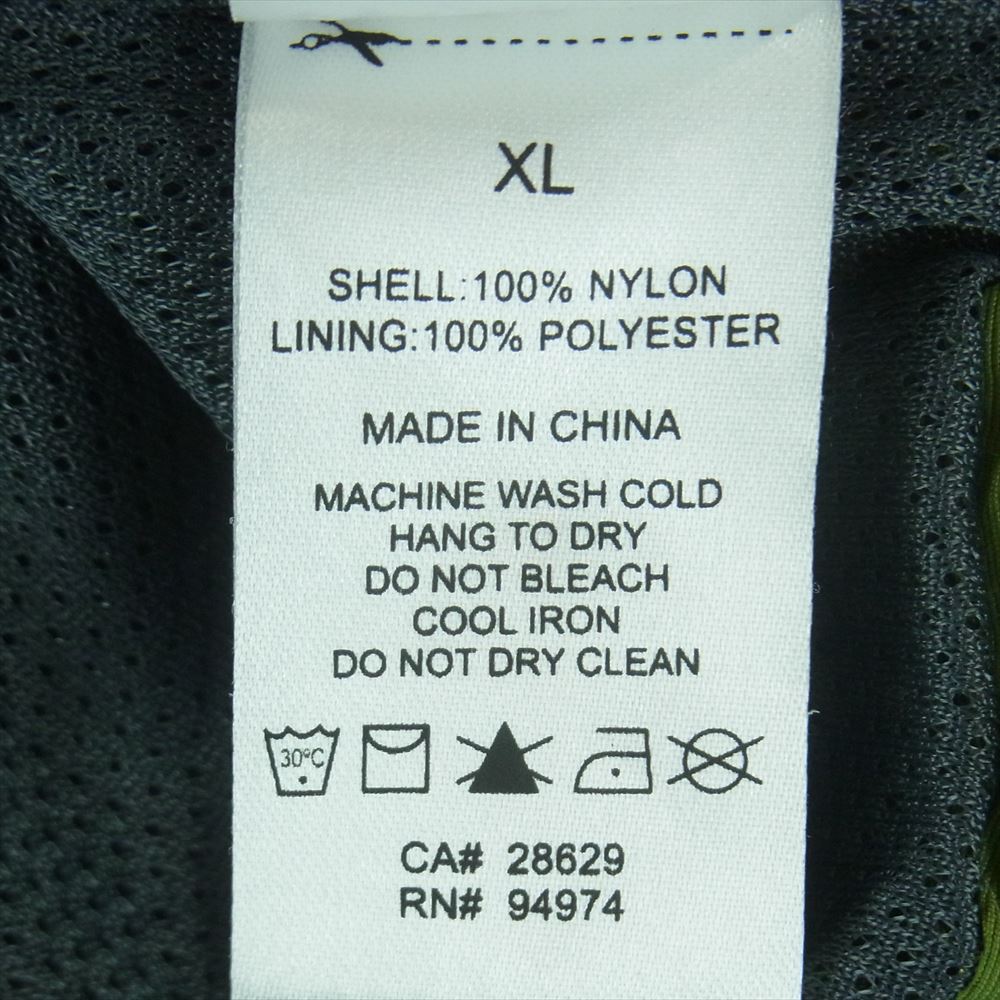 XL
SHELL:100% NYLON
LINING:100% POLYESTER
MADE IN CHINA
MACHINE WASH COLD
HANG TO DRY
DO NOT BLEACH
COOL IRON
DO NOT DRY CLEAN
30°C
CA# 28629
RN# 94974